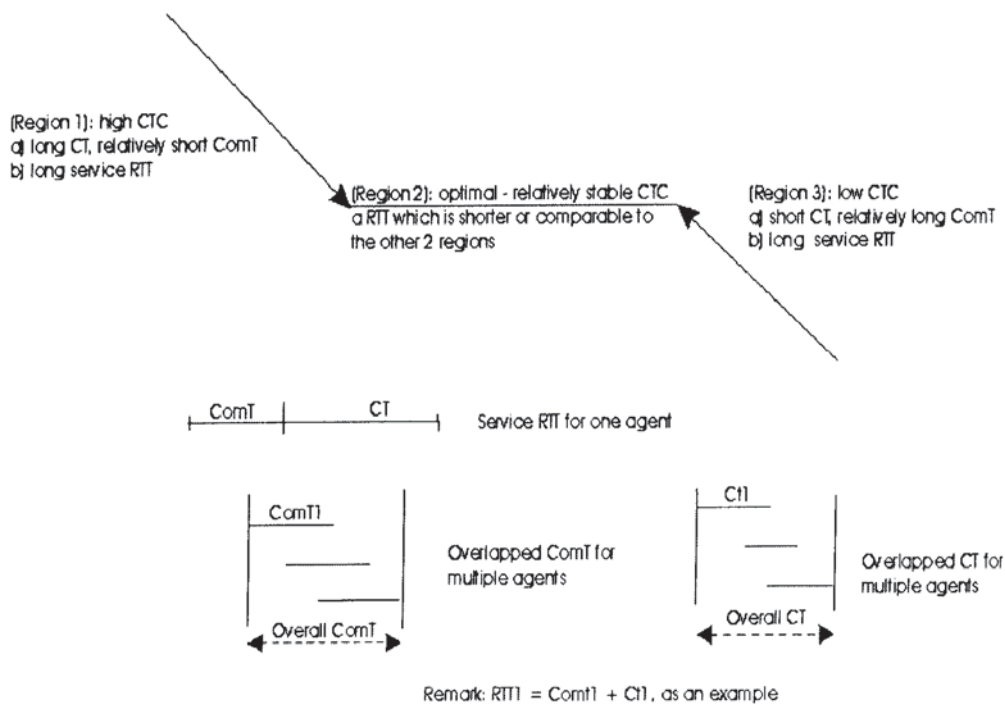 (Region 1): high CTC
a) long CT, relatively short ComT
b) long service RTT
(Region 2): optimal - relatively stable CTC
a RTT which is shorter or comparable to
the other 2 regions
(Region 3): low CTC
a) short CT, relatively long ComT
b) long service RTT
ComT
CT
Service RTT for one agent
ComT1
Overlapped ComT for
multiple agents
Overall ComT
Ct1
Overlapped CT for
multiple agents
Overall CT
Remark: RTT1 = Comt1 + Ct1, as an example